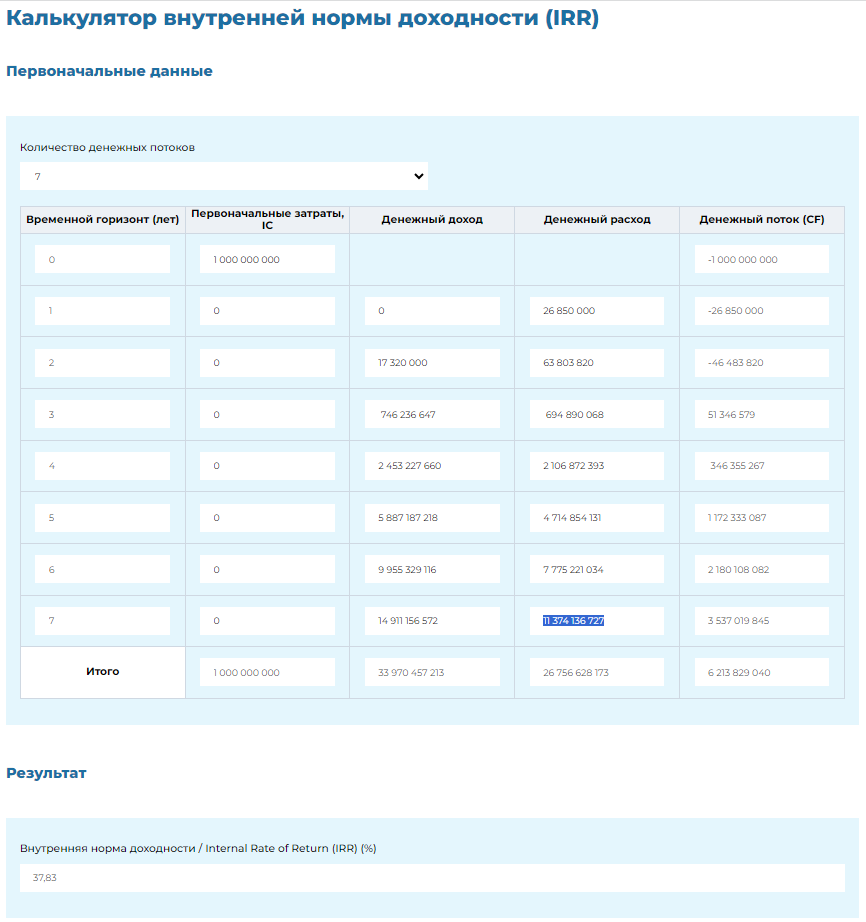 Калькулятор внутренней нормы доходности (IRR)
Первоначальные данные
Количество денежных потоков
7
Временной горизонт (лет) Первоначальные затраты, IC Денежный доход Денежный расход Денежный поток (CF)
0 1 000 000 000 -1 000 000 000
1 0 0 26 850 000 -26 850 000
2 0 17 320 000 63 803 820 -46 483 820
3 0 746 236 647 694 890 068 51 346 579
4 0 2 453 227 660 2 106 872 393 346 355 267
5 0 5 887 187 218 4 714 854 131 1 172 333 087
6 0 9 955 329 116 7 775 221 034 2 180 108 082
7 0 14 911 156 572 11 374 136 727 3 537 019 845
Итого 1 000 000 000 33 970 457 213 26 756 628 173 6 213 829 040
Результат
Внутренняя норма доходности / Internal Rate of Return (IRR) (%)
37,83